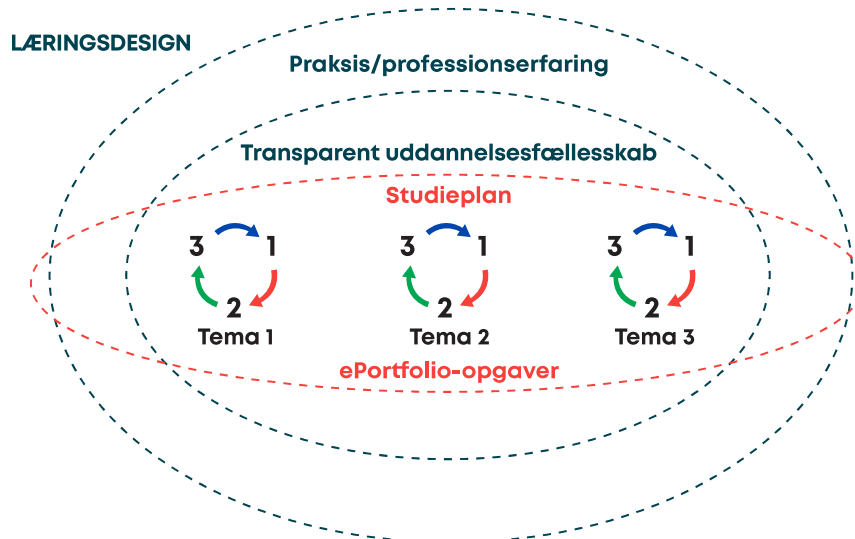 LÆRINGSDESIGN
Praksis/professionserfaring
Transparent uddannelsesfællesskab
Studieplan
3 1 3 1 3 1
2 2 2
Tema 1 Tema 2 Tema 3
ePortfolio-opgaver